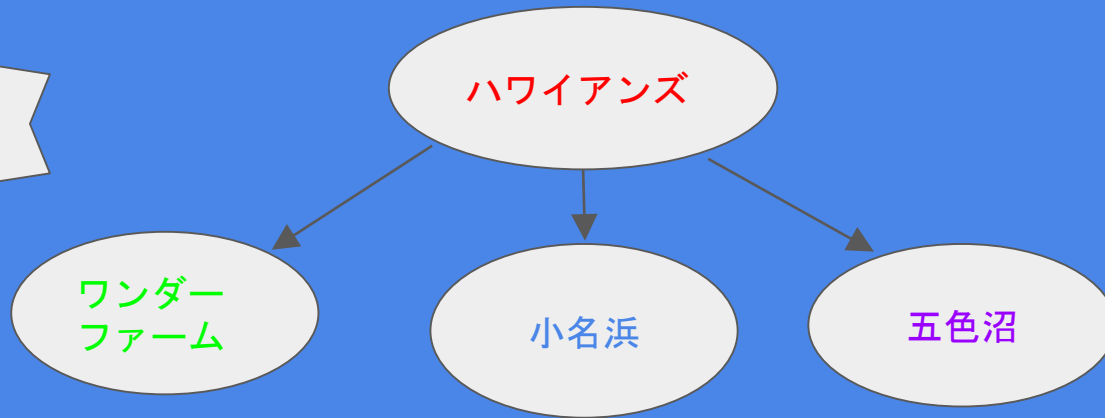 ハワイアンズ
ワンダー
ファーム
小名浜
五色沼